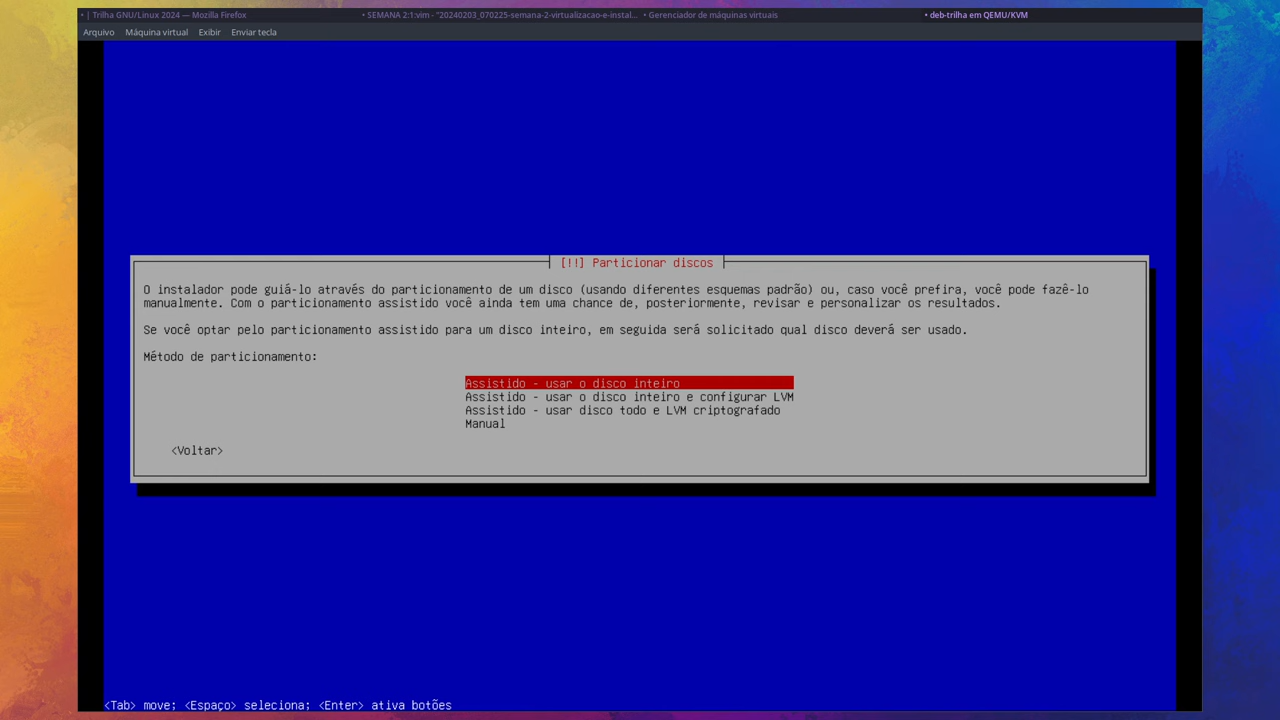 • | Trilha GNU/Linux 2024 — Mozilla Firefox
• SEMANA 2:1:vim - "20240203_070225-semana-2-virtualizacao-e-instal...
• Gerenciador de máquinas virtuais
• deb-trilha em QEMU/KVM
Arquivo Máquina virtual Exibir Enviar tecla
[!!] Particionar discos
O instalador pode guiá-lo através do particionamento de um disco (usando diferentes esquemas padrão) ou, caso você prefira, você pode fazê-lo
manualmente. Com o particionamento assistido você ainda tem uma chance de, posteriormente, revisar e personalizar os resultados.
Se você optar pelo particionamento assistido para um disco inteiro, em seguida será solicitado qual disco deverá ser usado.
Método de particionamento:
Assistido - usar o disco inteiro
Assistido - usar o disco inteiro e configurar LVM
Assistido - usar disco todo e LVM criptografado
Manual
<Voltar>
<Tab> move; <Espaço> seleciona; <Enter> ativa botões